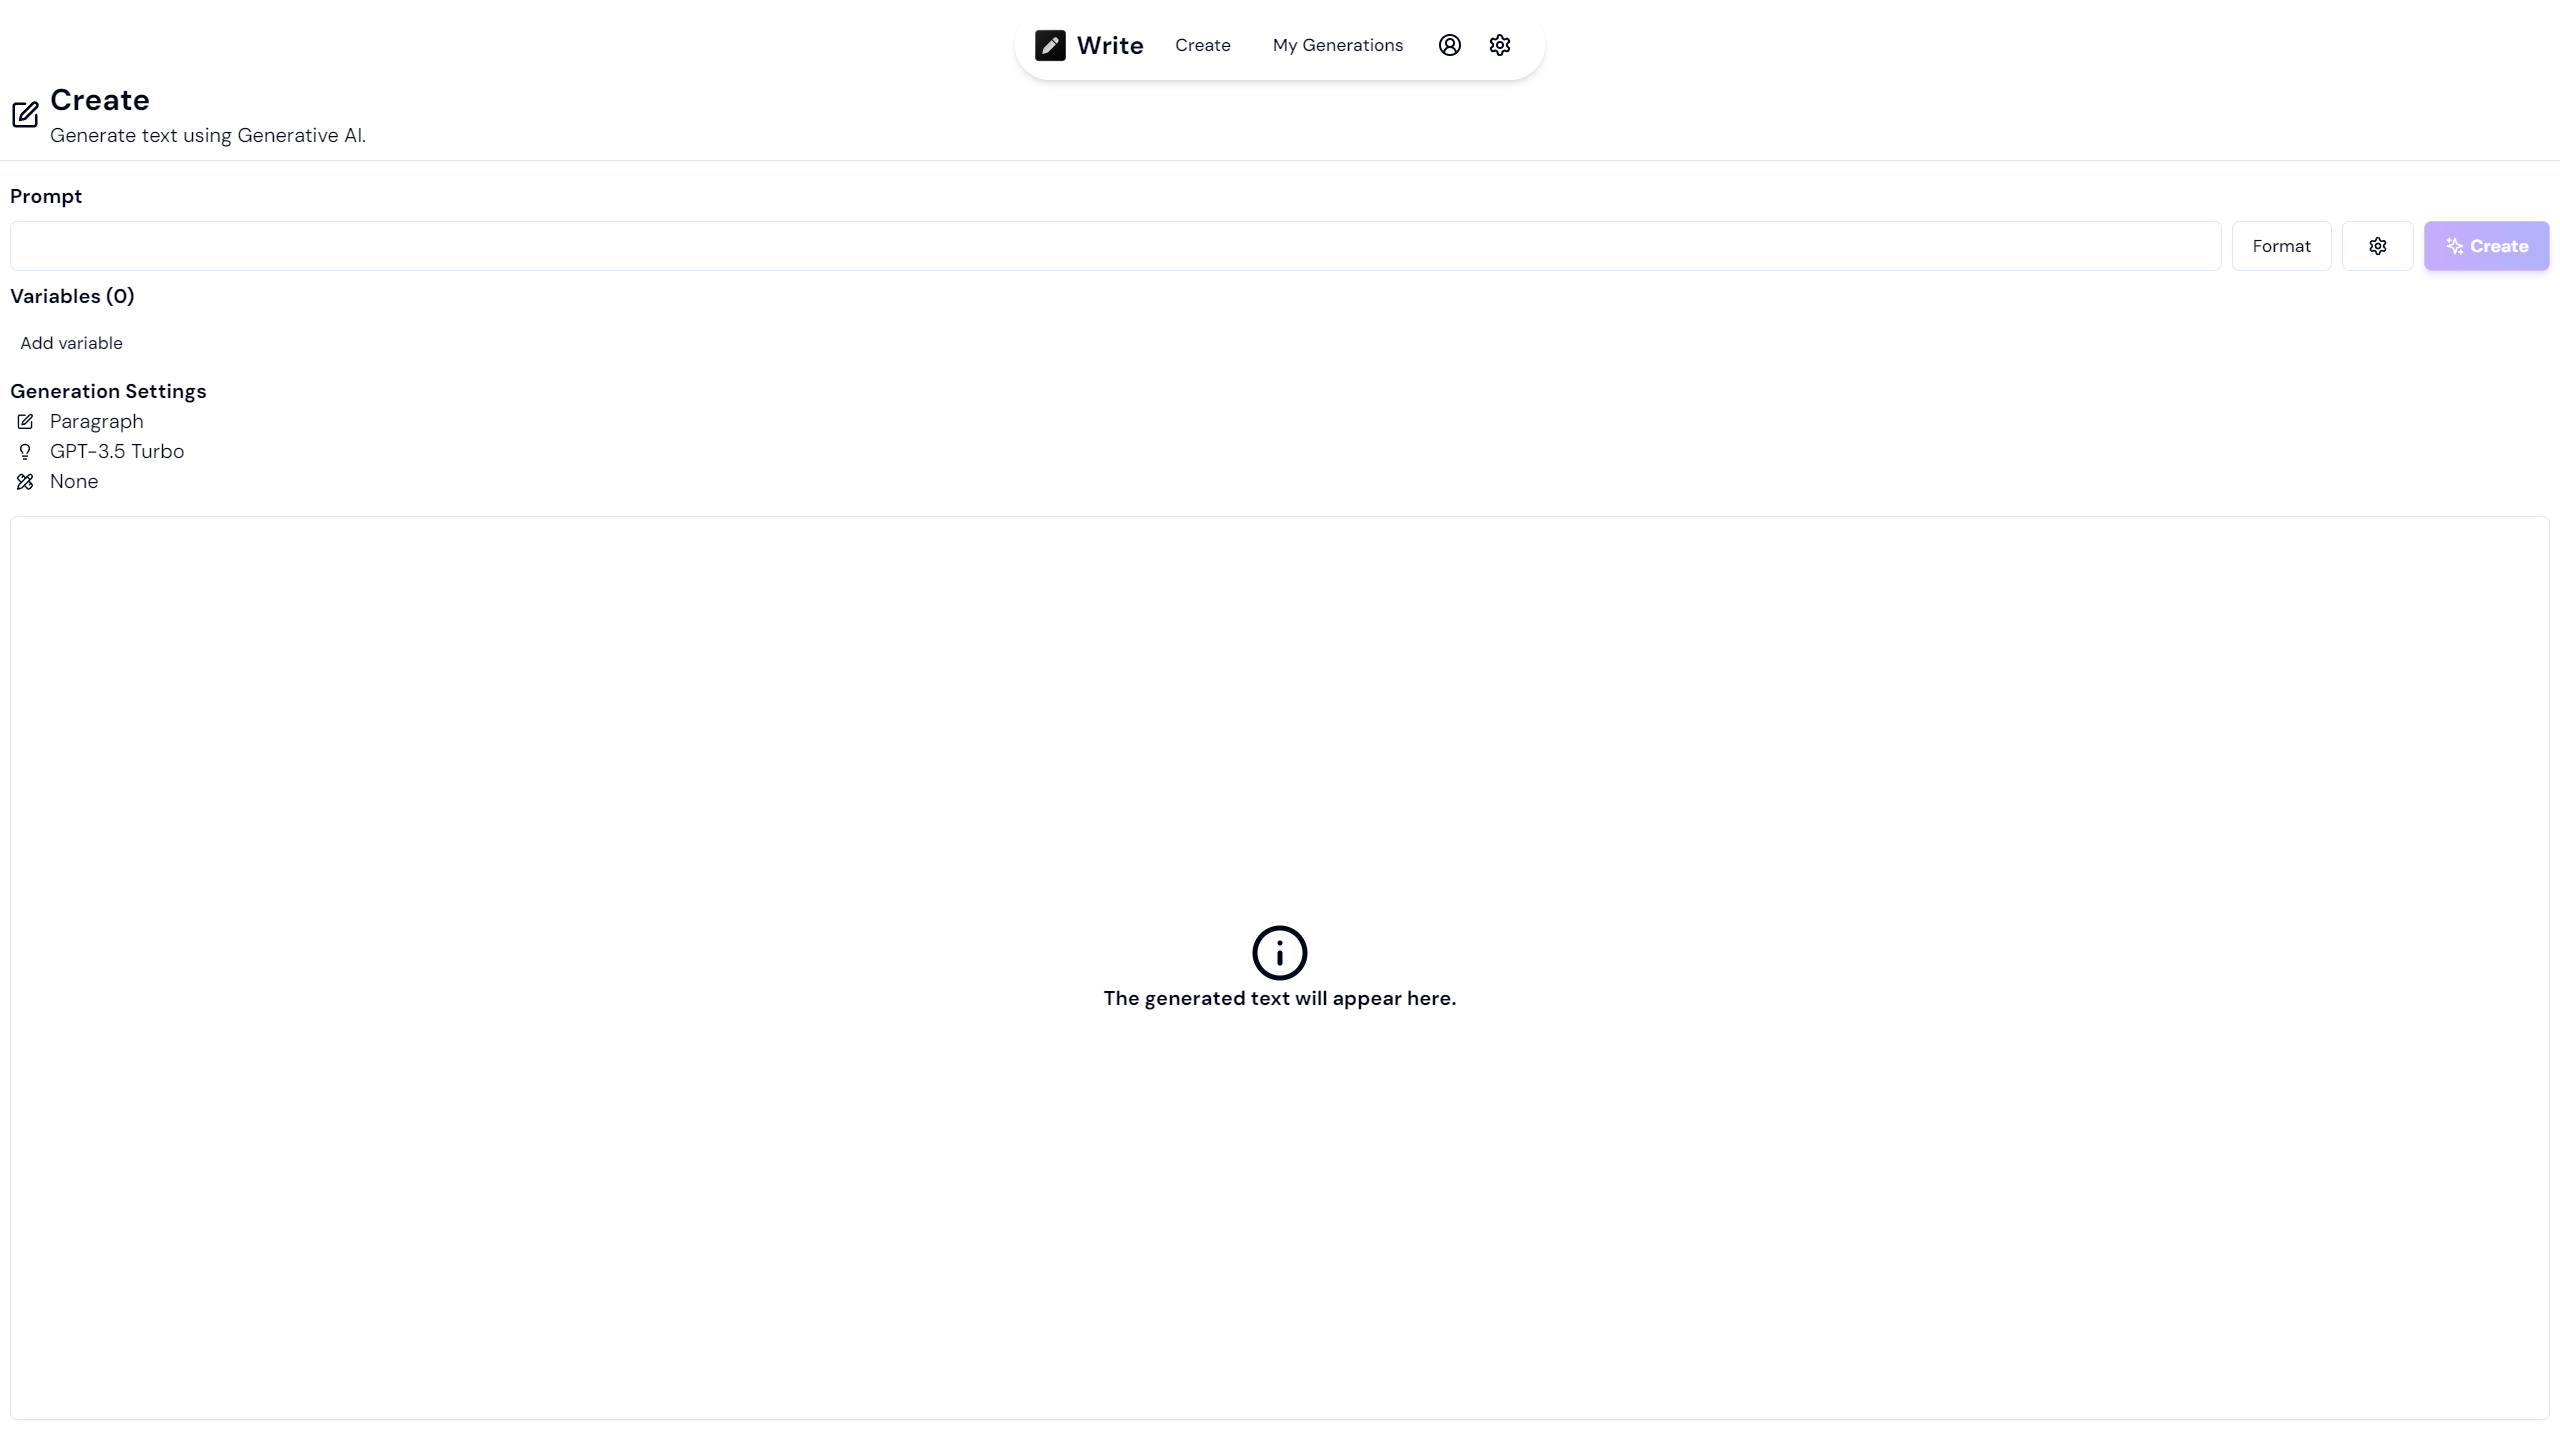 Write Create My Generations
Create
Generate text using Generative AI.
Prompt
Format Create
Variables (0)
Add variable
Generation Settings
Paragraph
GPT-3.5 Turbo
None
The generated text will appear here.